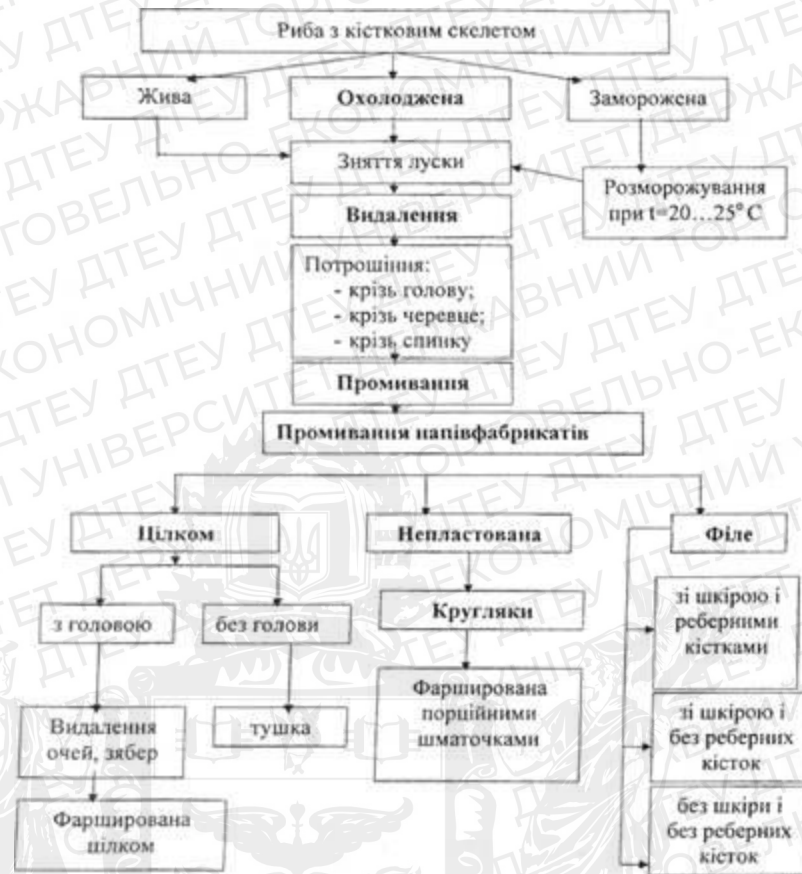 Риба з кістковим скелетом
Жива
Охолоджена
Заморожена
Зняття луски
Розморожування
при t=20...25° С
Видалення
Потрошіння:
- крізь голову;
- крізь черевце;
- крізь спинку
Промивання
Промивання напівфабрикатів
Цілком
Непластована
Філе
з головою
без голови
Кругляки
зі шкірою і
реберними
кістками
Видалення
очей, зябер
тушка
Фарширована
порційними
шматочками
зі шкірою і
без реберних
кісток
Фарширована
цілком
без шкіри і
без реберних
кісток